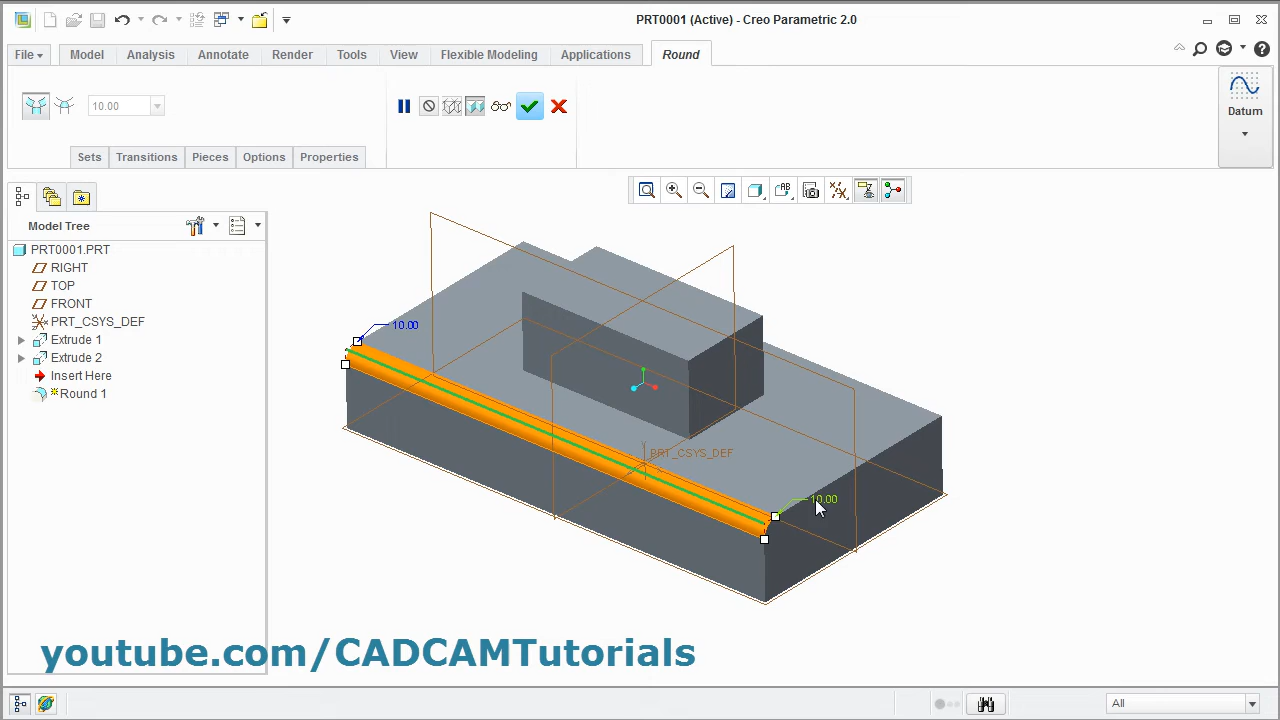 PRT0001 (Active) - Creo Parametric 2.0
File Model Analysis Annotate Render Tools View Flexible Modeling Applications Round
10.00
Datum
Sets Transitions Pieces Options Properties
Model Tree
PRT0001.PRT
RIGHT
TOP
FRONT
PRT_CSYS_DEF
Extrude 1
Extrude 2
Insert Here
Round 1
10.00
PRT_CSYS_DEF
10.00
youtube.com/CADCAMTutorials
All